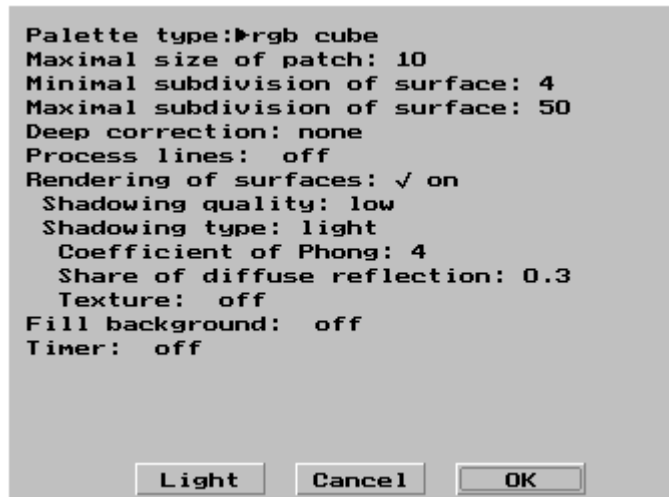 Palette type:▶rgb cube
Maximal size of patch: 10
Minimal subdivision of surface: 4
Maximal subdivision of surface: 50
Deep correction: none
Process lines:  off
Rendering of surfaces: √ on
Shadowing quality: low
Shadowing type: light
Coefficient of Phong: 4
Share of diffuse reflection: 0.3
Texture:  off
Fill background:  off
Timer:  off
Light Cancel OK